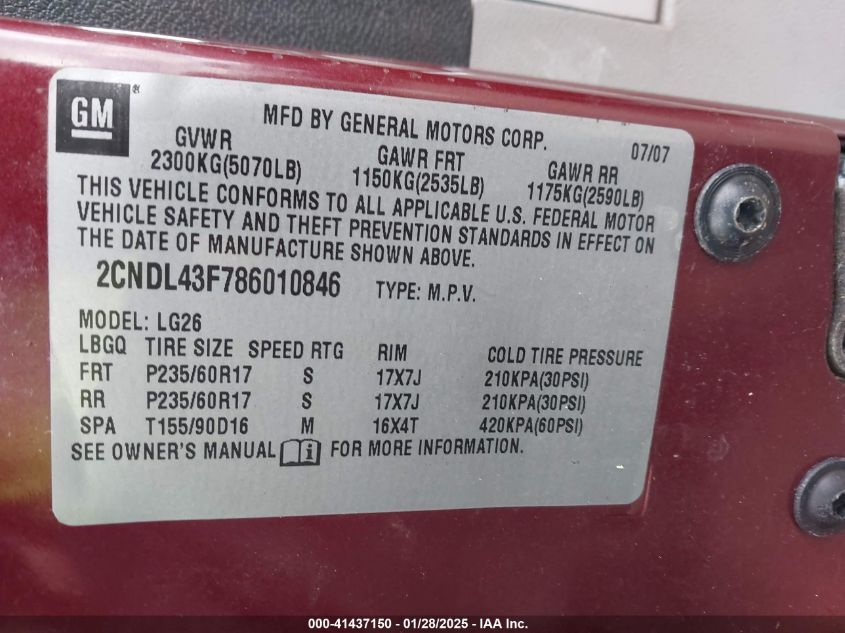 GM
MFD BY GENERAL MOTORS CORP. 07/07
GVWR GAWR FRT GAWR RR
2300KG(5070LB) 1150KG(2535LB) 1175KG(2590LB)
THIS VEHICLE CONFORMS TO ALL APPLICABLE U.S. FEDERAL MOTOR
VEHICLE SAFETY AND THEFT PREVENTION STANDARDS IN EFFECT ON
THE DATE OF MANUFACTURE SHOWN ABOVE.
2CNDL43F786010846 TYPE: M.P.V.
MODEL: LG26
LBGQ TIRE SIZE SPEED RTG RIM COLD TIRE PRESSURE
FRT P235/60R17 S 17X7J 210KPA(30PSI)
RR P235/60R17 S 17X7J 210KPA(30PSI)
SPA T155/90D16 M 16X4T 420KPA(60PSI)
SEE OWNER'S MANUAL i FOR MORE INFORMATION.
000-41437150 — 01/28/2025 — IAA Inc.